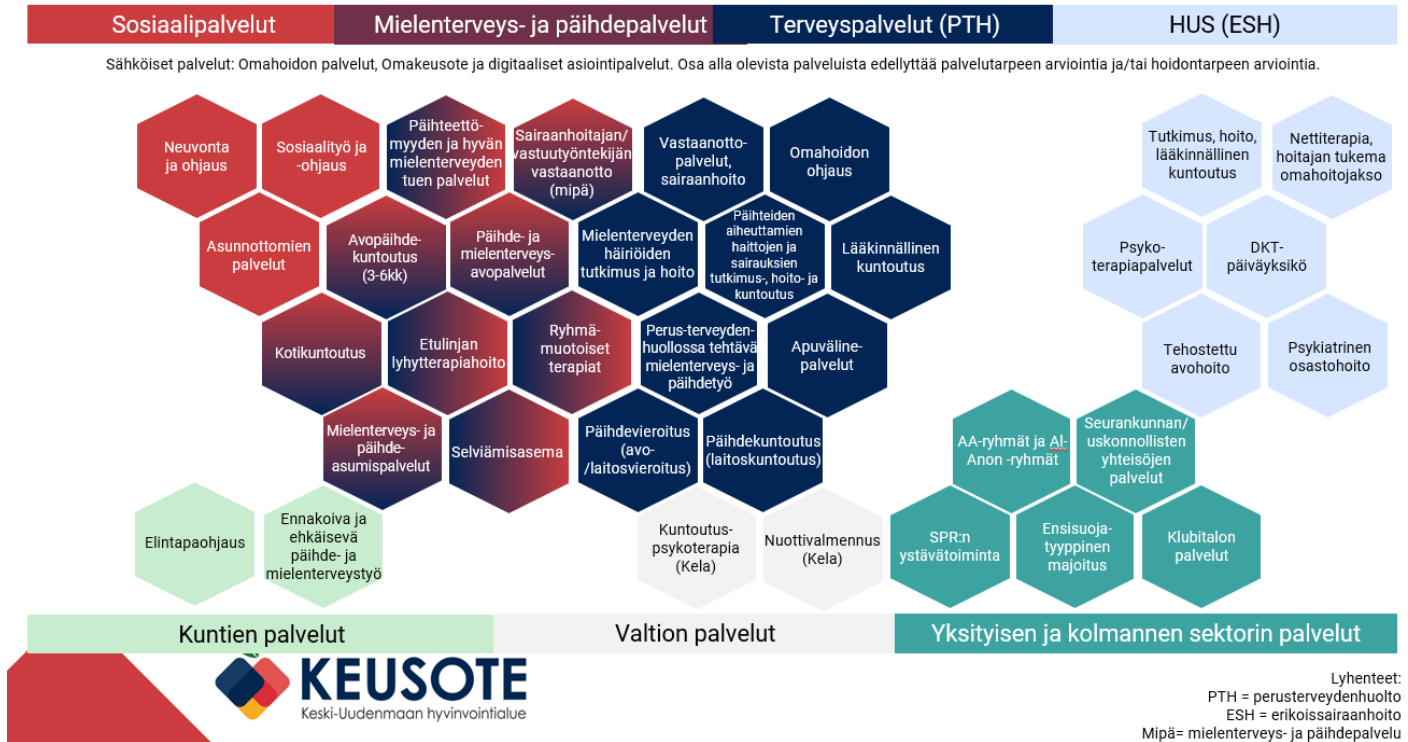 Sosiaalipalvelut
Mielenterveys- ja päihdepalvelut
Terveyspalvelut (PTH)
HUS (ESH)
Sähköiset palvelut: Omahoidon palvelut, Omakeusote ja digitaaliset asiointipalvelut. Osa alla olevista palveluista edellyttää palvelutarpeen arviointia ja/tai hoidontarpeen arviointia.
Neuvonta
ja ohjaus
Sosiaalityö ja
-ohjaus
Päihteettö-
myyden ja hyvän
mielenterveyden
tuen palvelut
Sairaanhoitajan/
vastuutyöntekijän
vastaanotto
(mipä)
Vastaanotto-
palvelut,
sairaanhoito
Omahoidon
ohjaus
Tutkimus, hoito,
lääkinnällinen
kuntoutus
Nettiterapia,
hoitajan tukema
omahoitojakso
Asunnottomien
palvelut
Avopäihde-
kuntoutus
(3-6kk)
Päihde- ja
mielenterveys-
avopalvelut
Mielenterveyden
häiriöiden
tutkimus ja hoito
Päihteiden
aiheuttamien
haittojen ja
sairauksien
tutkimus-, hoito- ja
kuntoutus
Lääkinnällinen
kuntoutus
Psyko-
terapiapalvelut
DKT-
päiväyksikö
Kotikuntoutus
Etulinjan
lyhytterapiahoito
Ryhmä-
muotoiset
terapiat
Perus-terveyden-
huollossa tehtävä
mielenterveys- ja
päihdetyö
Apuväline-
palvelut
Tehostettu
avohoito
Psykiatrinen
osastohoito
Mielenterveys- ja
päihde-
asumispalvelut
Selviämisasema
Päihdevieroitus
(avo-
/laitosvieroitus)
Päihdekuntoutus
(laitoskuntoutus)
AA-ryhmät ja Al-
Anon -ryhmät
Seurankunnan/
uskonnollisten
yhteisöjen
palvelut
Elintapaohjaus
Ennakoiva ja
ehkäisevä
päihde- ja
mielenterveystyö
Kuntoutus-
psykoterapia
(Kela)
Nuottivalmennus
(Kela)
SPR:n
ystävätoiminta
Ensisuoja-
tyyppinen
majoitus
Klubitalon
palvelut
Kuntien palvelut
Valtion palvelut
Yksityisen ja kolmannen sektorin palvelut
KEUSOTE
Keski-Uudenmaan hyvinvointialue
Lyhenteet:
PTH = perusterveydenhuolto
ESH = erikoissairaanhoito
Mipä= mielenterveys- ja päihdepalvelu